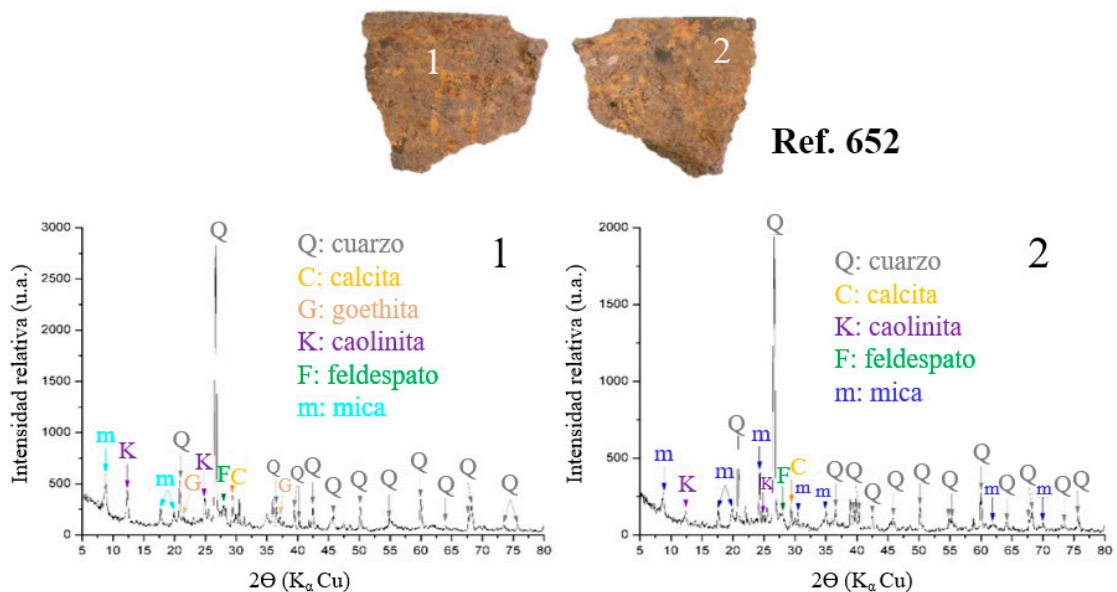 1
2
Ref. 652
Q
Q: cuarzo
C: calcita
G: goethita
K: caolinita
F: feldespato
m: mica
1
Intensidad relativa (u.a.)
3000
2500
2000
1500
1000
500
0
m
K
m
Q
G
K
F
C
Q
G
Q
Q
Q
Q
Q
Q
Q
Q
Q
5 10 15 20 25 30 35 40 45 50 55 60 65 70 75 80
2Θ (Kα Cu)
Q
Q: cuarzo
C: calcita
K: caolinita
F: feldespato
m: mica
2
Intensidad relativa (u.a.)
2000
1500
1000
500
0
m
K
m
Q
m
K
F
C
m
m
Q
Q
Q
Q
Q
Q
Q
m
Q
Q
m
Q
Q
5 10 15 20 25 30 35 40 45 50 55 60 65 70 75 80
2Θ (Kα Cu)